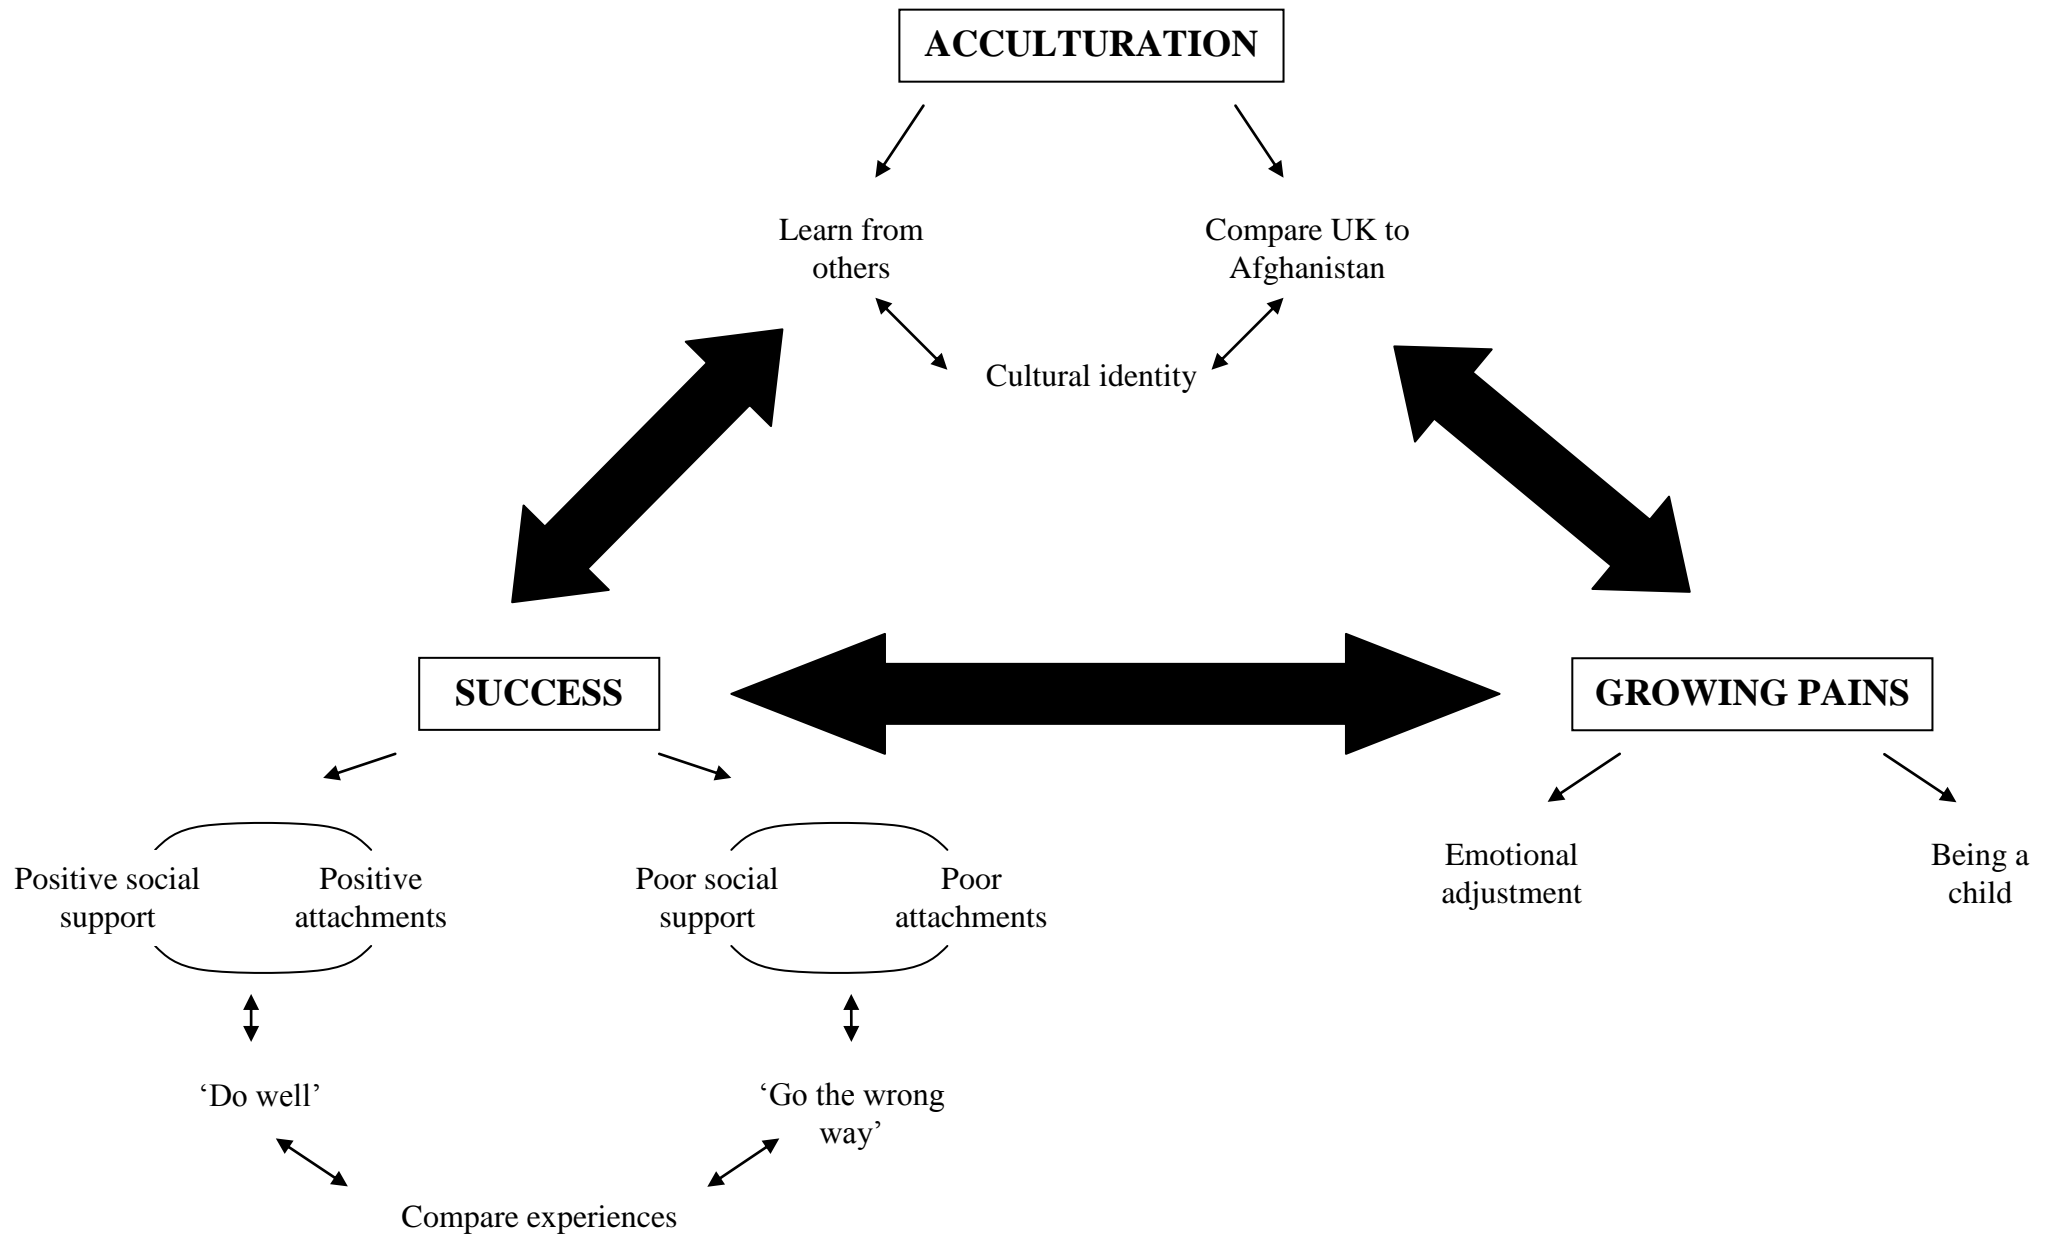 ACCULTURATION
Learn from
others
Compare UK to
Afghanistan
Cultural identity
SUCCESS
GROWING PAINS
Positive social
support
Positive
attachments
Poor social
support
Poor
attachments
Emotional
adjustment
Being a
child
‘Do well’
‘Go the wrong
way’
Compare experiences